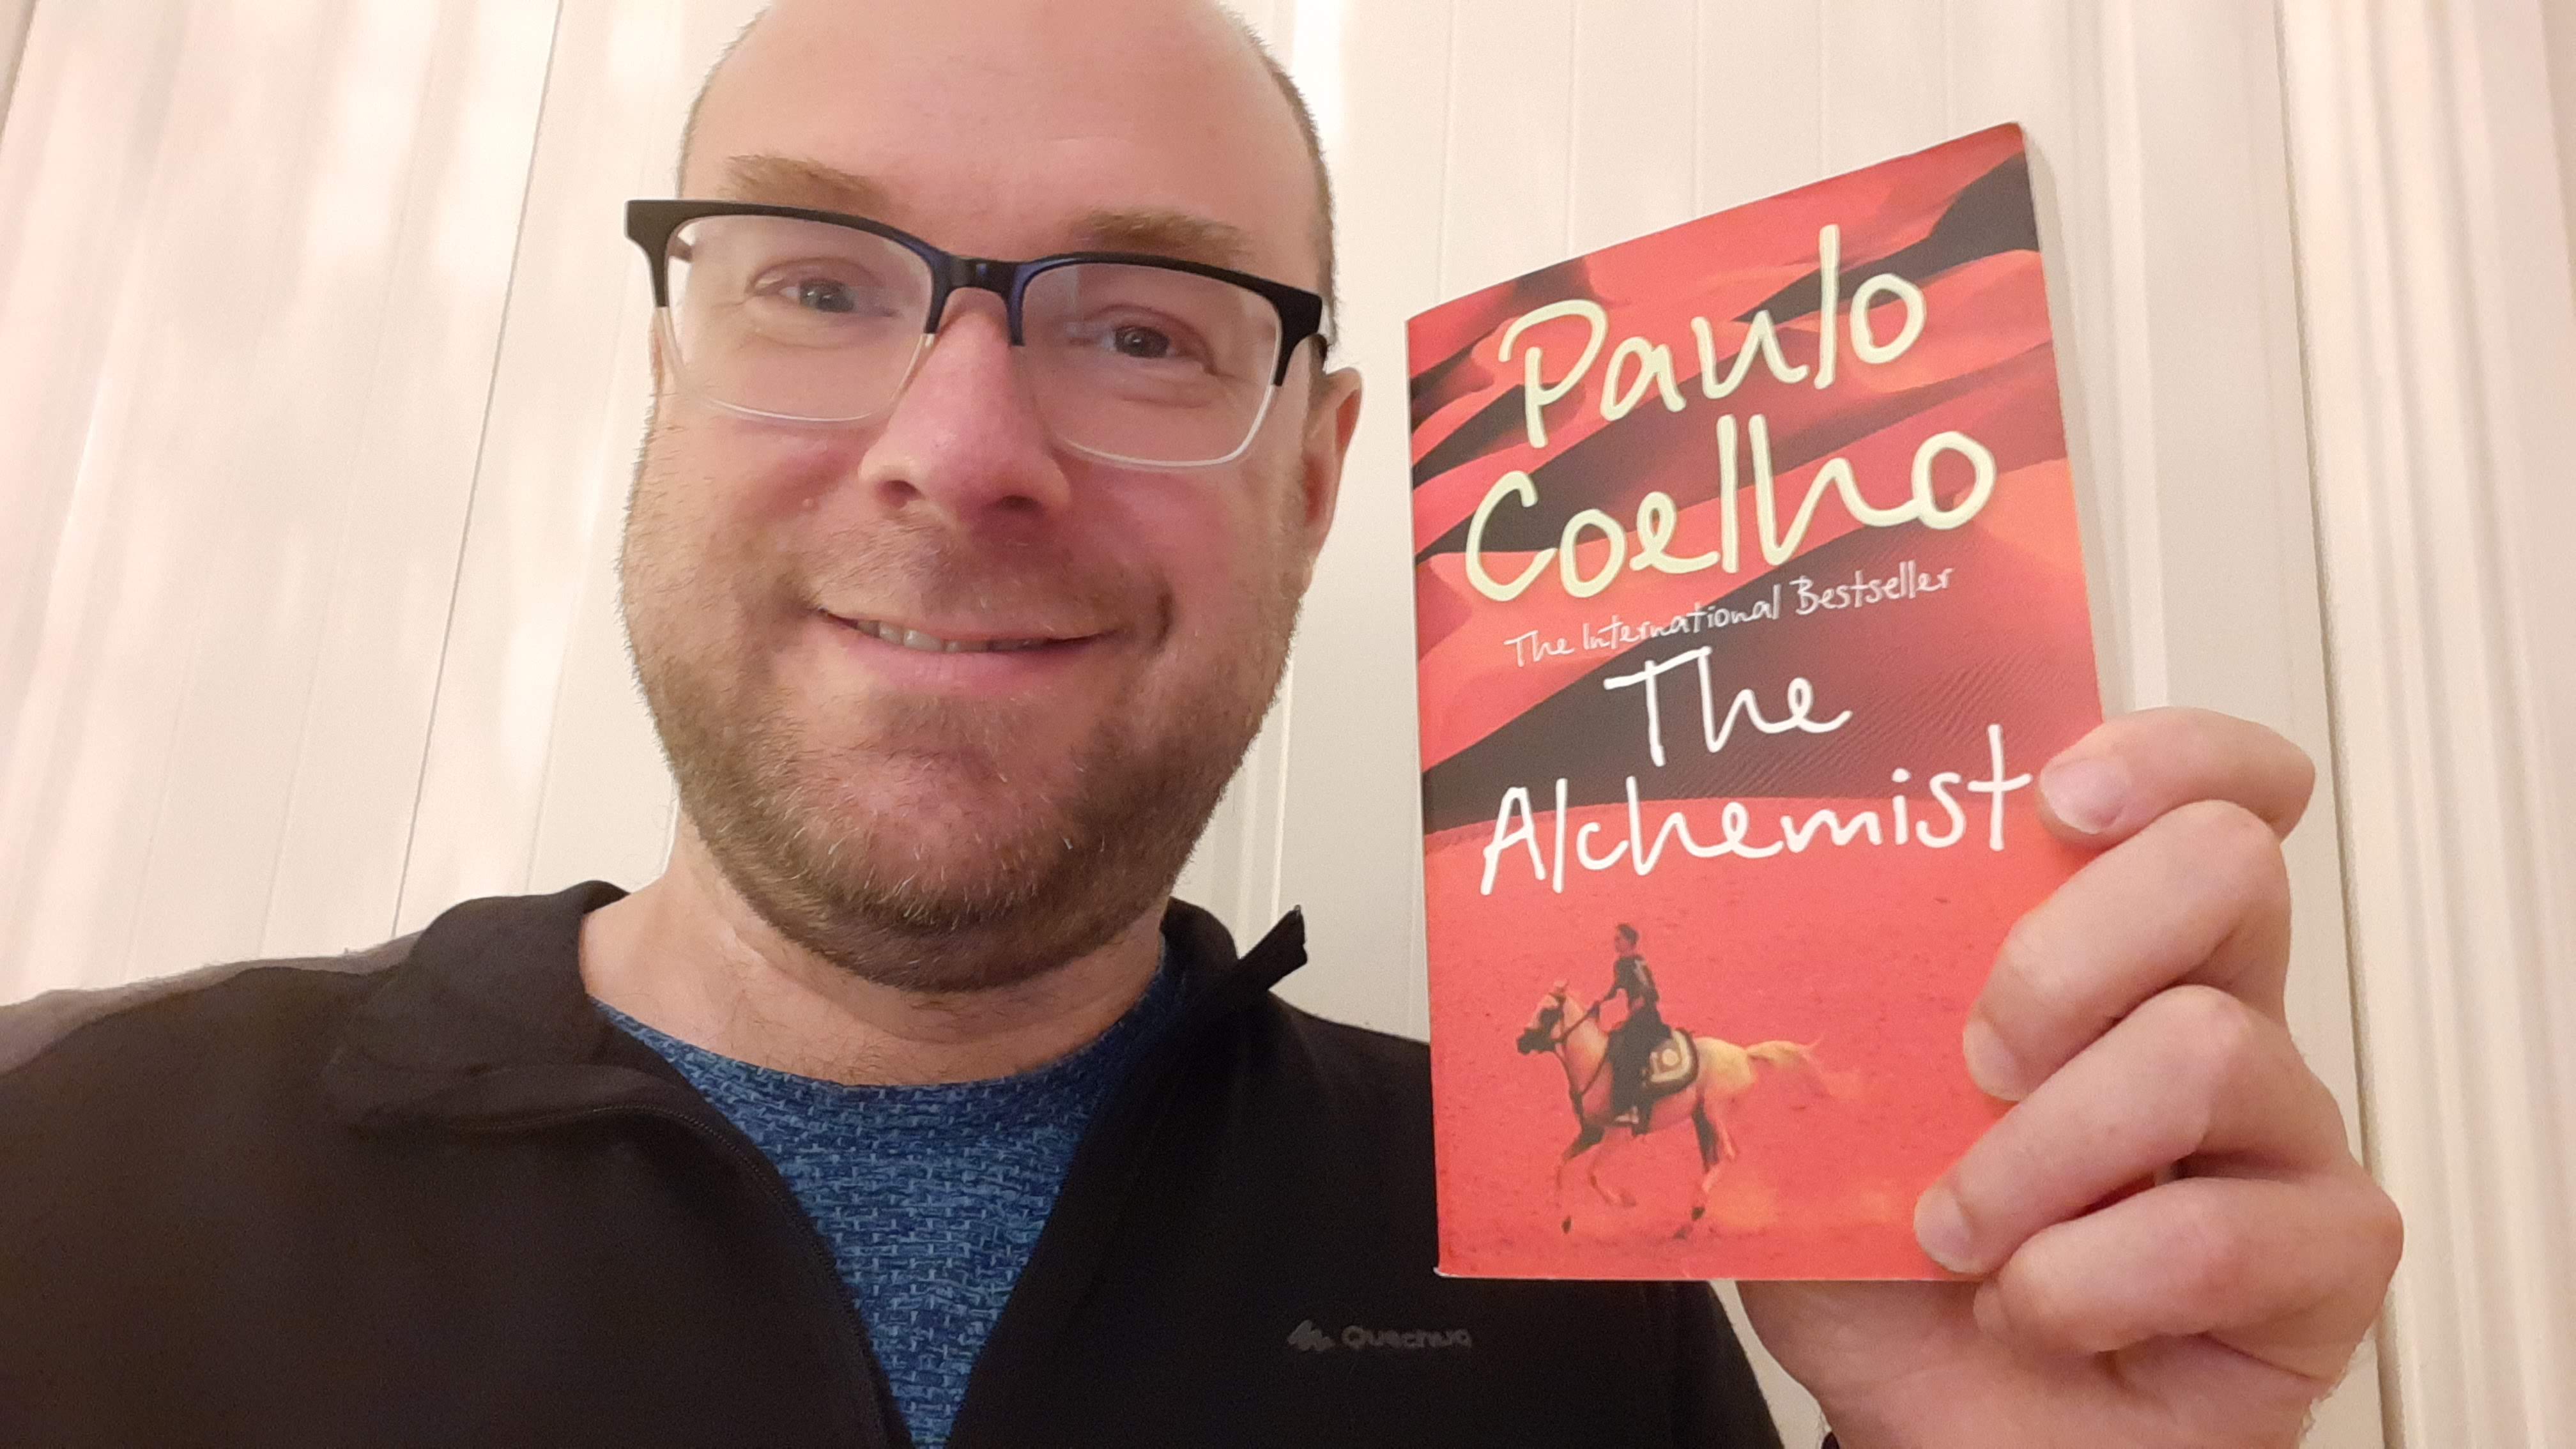 Paulo
Coelho
The International Bestseller
The
Alchemist
Quechua